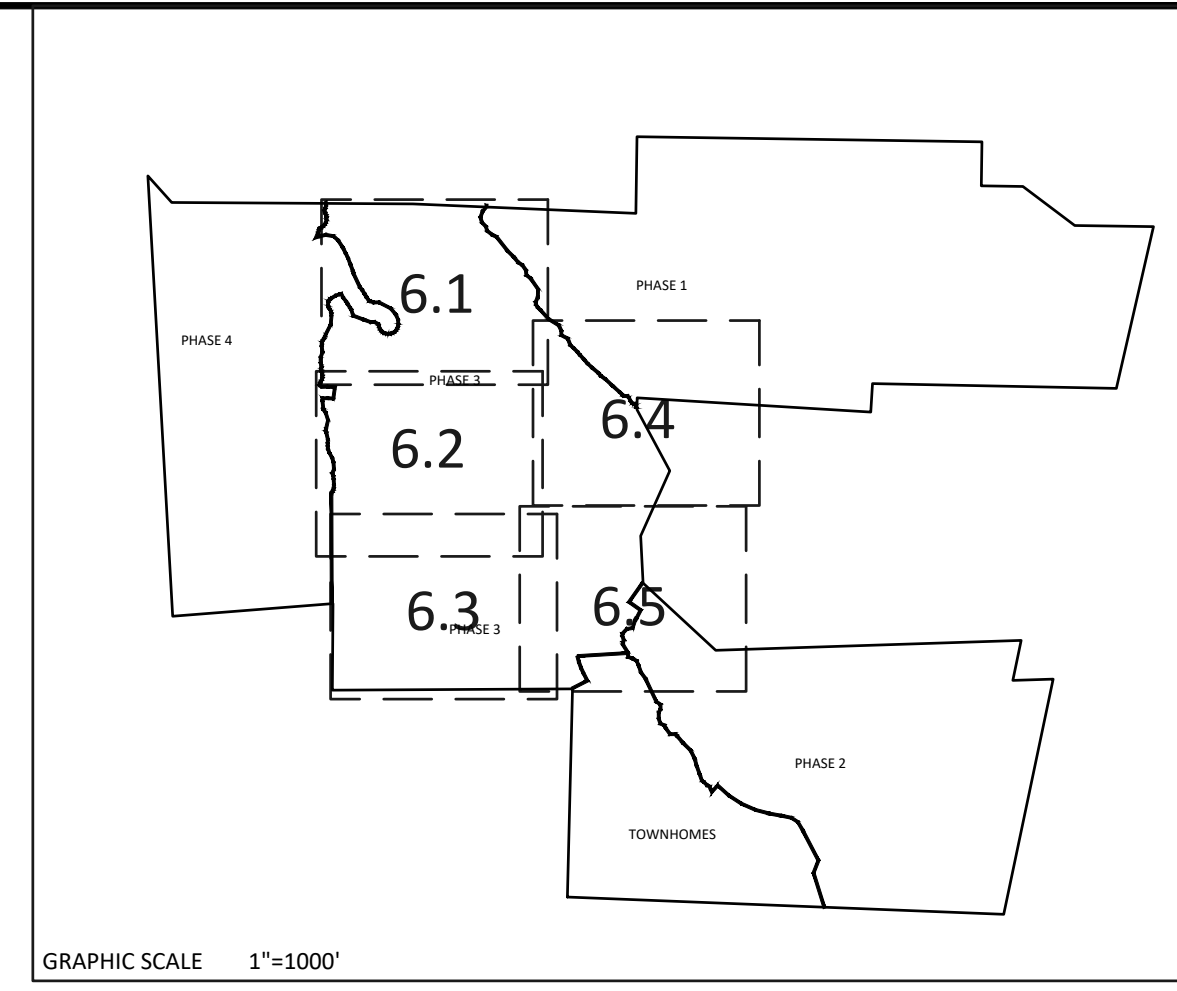 PHASE 1
6.1
PHASE 4
PHASE 3
6.4
6.2
6.3
PHASE 3
6.5
PHASE 2
TOWNHOMES
GRAPHIC SCALE 1"=1000'